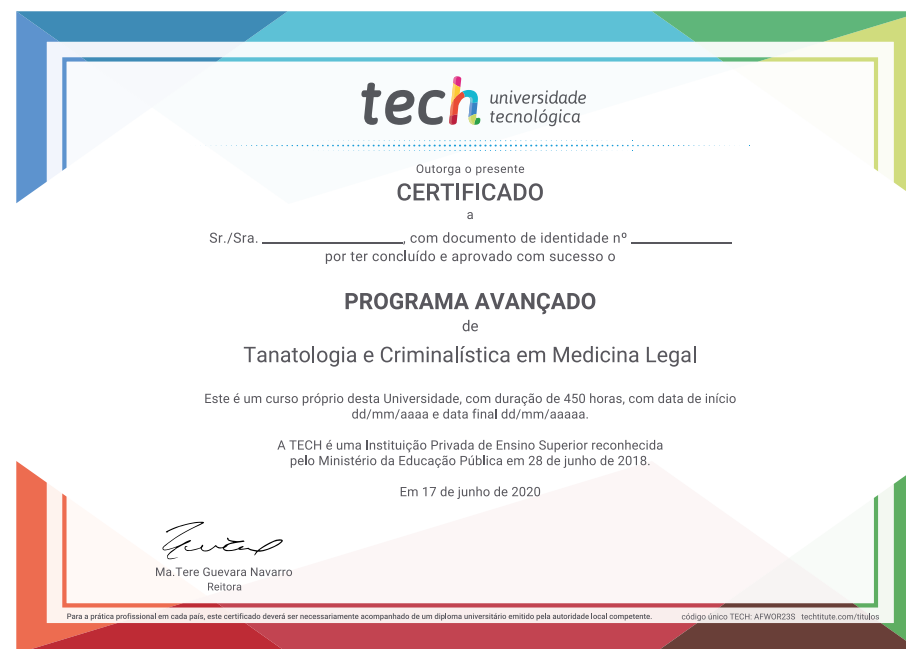 tech universidade
tecnológica
Outorga o presente
CERTIFICADO
a
Sr./Sra. ______________, com documento de identidade nº __________
por ter concluído e aprovado com sucesso o
PROGRAMA AVANÇADO
de
Tanatologia e Criminalística em Medicina Legal
Este é um curso próprio desta Universidade, com duração de 450 horas, com data de início
dd/mm/aaaa e data final dd/mm/aaaaa.
A TECH é uma Instituição Privada de Ensino Superior reconhecida
pelo Ministério da Educação Pública em 28 de junho de 2018.
Em 17 de junho de 2020
Ma.Tere Guevara Navarro
Reitora
Para a prática profissional em cada país, este certificado deverá ser necessariamente acompanhado de um diploma universitário emitido pela autoridade local competente. código único TECH: AFWOR23S techtitute.com/titulos